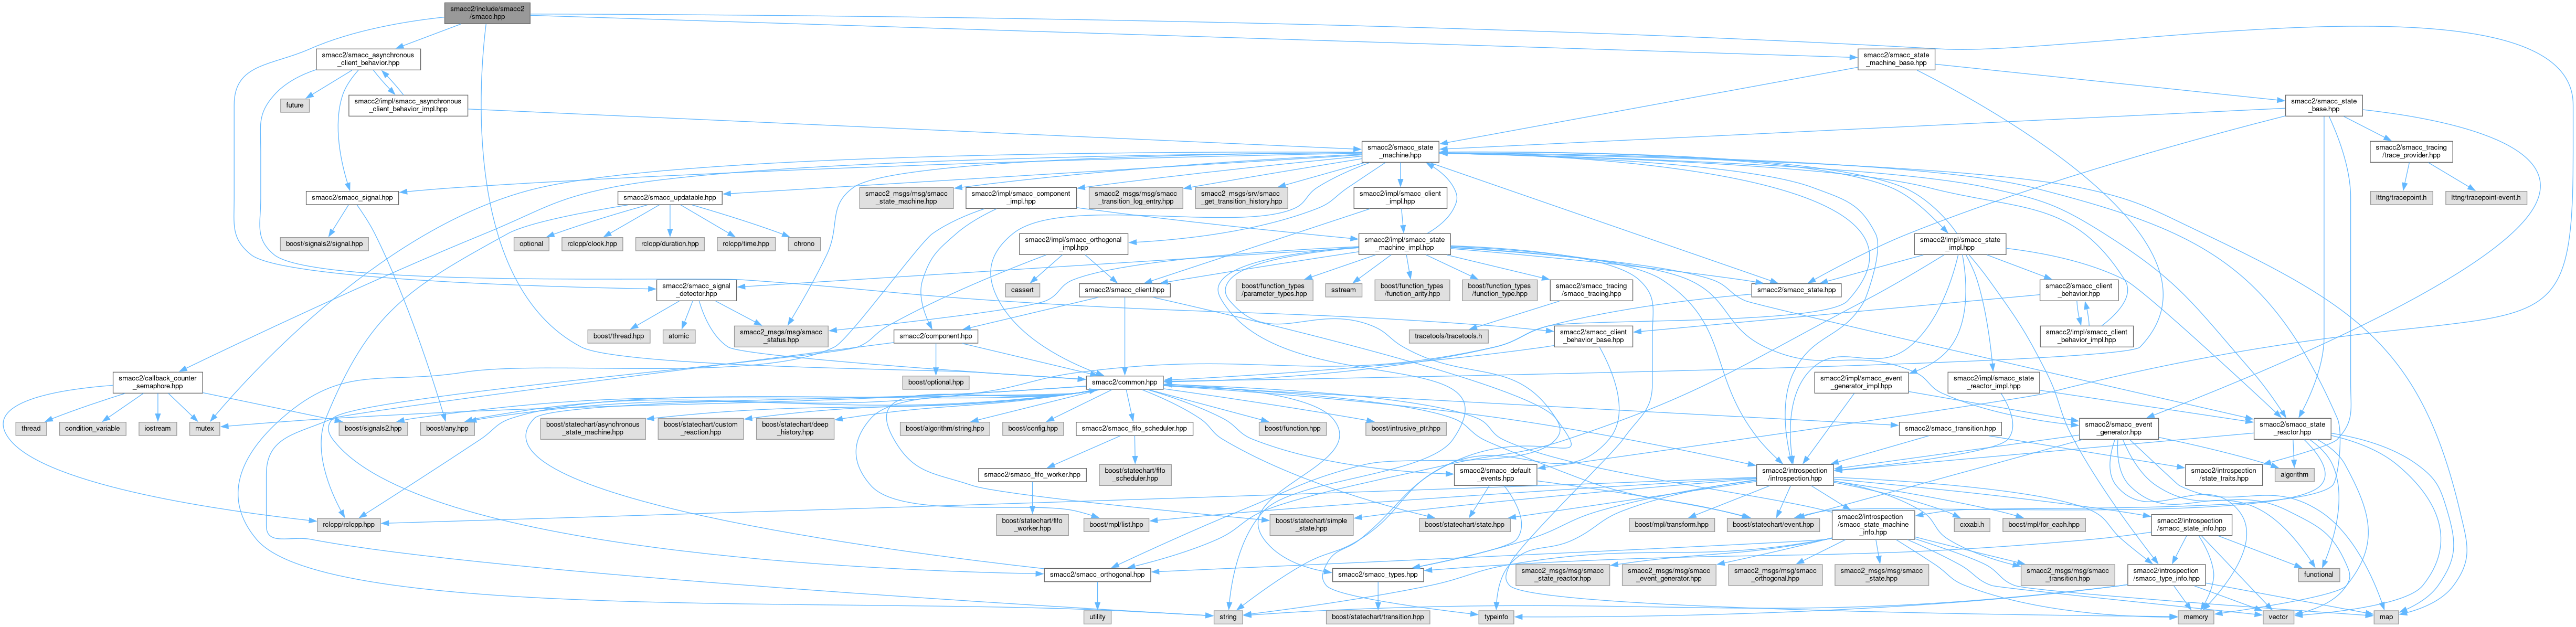 smacc2/include/smacc2
/smacc.hpp
smacc2/smacc_asynchronous
_client_behavior.hpp
smacc2/smacc_state
_machine_base.hpp
future
smacc2/impl/smacc_asynchronous
_client_behavior_impl.hpp
smacc2/smacc_state
_base.hpp
smacc2/smacc_state
_machine.hpp
smacc2/smacc_tracing
/trace_provider.hpp
smacc2/smacc_signal.hpp
smacc2/smacc_updatable.hpp
smacc2_msgs/msg/smacc
_state_machine.hpp
smacc2/impl/smacc_component
_impl.hpp
smacc2_msgs/msg/smacc
_transition_log_entry.hpp
smacc2_msgs/srv/smacc
_get_transition_history.hpp
smacc2/impl/smacc_client
_impl.hpp
lttng/tracepoint.h
lttng/tracepoint-event.h
boost/signals2/signal.hpp
optional
rclcpp/clock.hpp
rclcpp/duration.hpp
rclcpp/time.hpp
chrono
smacc2/impl/smacc_orthogonal
_impl.hpp
smacc2/impl/smacc_state
_machine_impl.hpp
smacc2/impl/smacc_state
_impl.hpp
smacc2/smacc_signal
_detector.hpp
cassert
smacc2/smacc_client.hpp
boost/function_types
/parameter_types.hpp
sstream
boost/function_types
/function_arity.hpp
boost/function_types
/function_type.hpp
smacc2/smacc_tracing
/smacc_tracing.hpp
smacc2/smacc_state.hpp
smacc2/smacc_client
_behavior.hpp
boost/thread.hpp
atomic
smacc2_msgs/msg/smacc
_status.hpp
smacc2/component.hpp
tracetools/tracetools.h
smacc2/smacc_client
_behavior_base.hpp
smacc2/impl/smacc_client
_behavior_impl.hpp
smacc2/callback_counter
_semaphore.hpp
boost/optional.hpp
smacc2/common.hpp
smacc2/impl/smacc_event
_generator_impl.hpp
smacc2/impl/smacc_state
_reactor_impl.hpp
thread
condition_variable
iostream
mutex
boost/signals2.hpp
boost/any.hpp
boost/statechart/asynchronous
_state_machine.hpp
boost/statechart/custom
_reaction.hpp
boost/statechart/deep
_history.hpp
boost/algorithm/string.hpp
boost/config.hpp
smacc2/smacc_fifo_scheduler.hpp
boost/function.hpp
boost/intrusive_ptr.hpp
smacc2/smacc_transition.hpp
smacc2/smacc_event
_generator.hpp
smacc2/smacc_state
_reactor.hpp
smacc2/smacc_fifo_worker.hpp
boost/statechart/fifo
_scheduler.hpp
smacc2/smacc_default
_events.hpp
smacc2/introspection
/introspection.hpp
smacc2/introspection
/state_traits.hpp
algorithm
rclcpp/rclcpp.hpp
boost/statechart/fifo
_worker.hpp
boost/mpl/list.hpp
boost/statechart/simple
_state.hpp
boost/statechart/state.hpp
boost/mpl/transform.hpp
boost/statechart/event.hpp
smacc2/introspection
/smacc_state_machine
_info.hpp
cxxabi.h
boost/mpl/for_each.hpp
smacc2/introspection
/smacc_state_info.hpp
smacc2/smacc_orthogonal.hpp
smacc2/smacc_types.hpp
smacc2_msgs/msg/smacc
_state_reactor.hpp
smacc2_msgs/msg/smacc
_event_generator.hpp
smacc2_msgs/msg/smacc
_orthogonal.hpp
smacc2_msgs/msg/smacc
_state.hpp
smacc2_msgs/msg/smacc
_transition.hpp
smacc2/introspection
/smacc_type_info.hpp
functional
utility
string
boost/statechart/transition.hpp
typeinfo
memory
vector
map